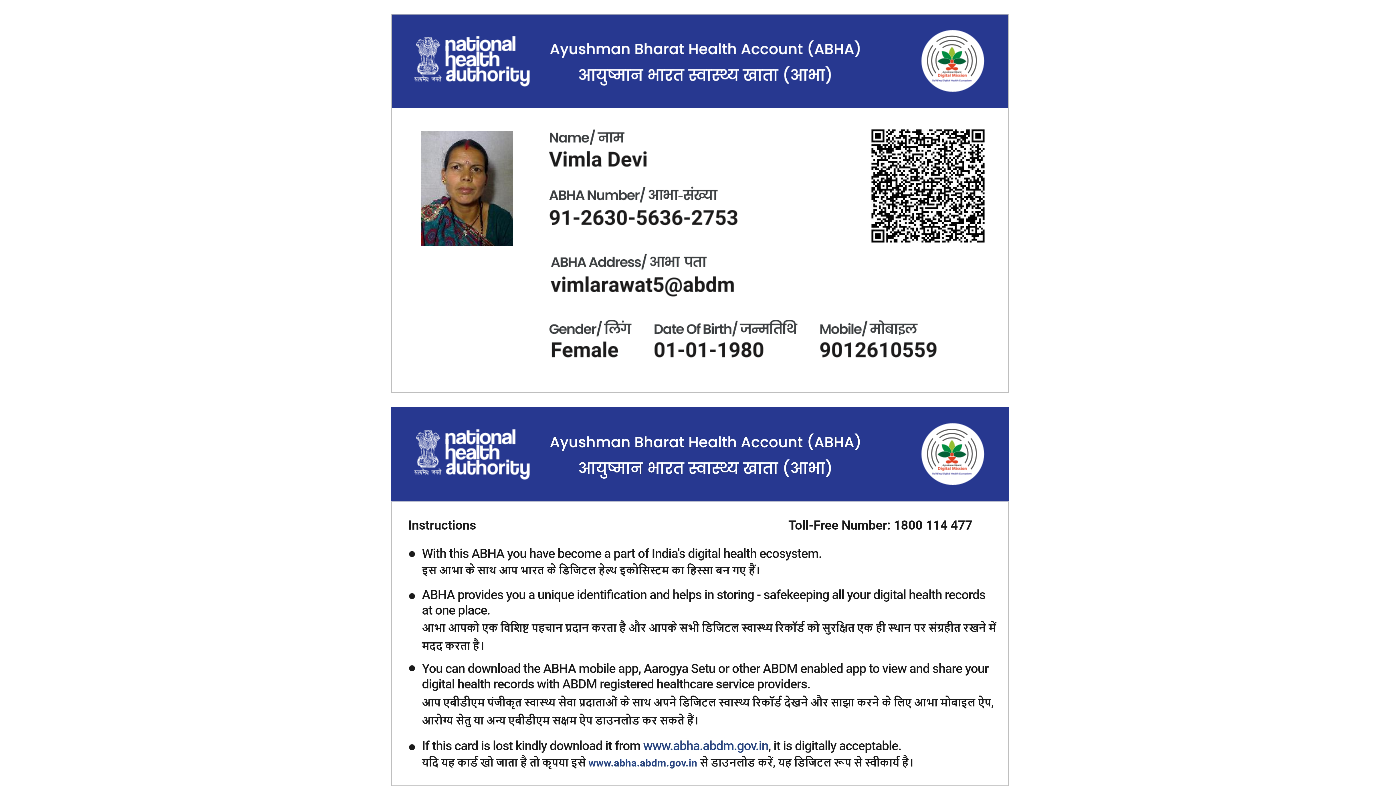 national
health
authority
सत्यमेव जयते
Ayushman Bharat Health Account (ABHA)
आयुष्मान भारत स्वास्थ्य खाता (आभा)
Digital Mission
Name/ नाम
Vimla Devi
ABHA Number/ आभा-संख्या
91-2630-5636-2753
ABHA Address/ आभा पता
vimlarawat5@abdm
Gender/ लिंग Date Of Birth/ जन्मतिथि Mobile/ मोबाइल
Female 01-01-1980 9012610559
national
health
authority
सत्यमेव जयते
Ayushman Bharat Health Account (ABHA)
आयुष्मान भारत स्वास्थ्य खाता (आभा)
Digital Mission
Instructions Toll-Free Number: 1800 114 477
● With this ABHA you have become a part of India's digital health ecosystem.
इस आभा के साथ आप भारत के डिजिटल हेल्थ इकोसिस्टम का हिस्सा बन गए हैं।
● ABHA provides you a unique identification and helps in storing - safekeeping all your digital health records
at one place.
आभा आपको एक विशिष्ट पहचान प्रदान करता है और आपके सभी डिजिटल स्वास्थ्य रिकॉर्ड को सुरक्षित एक ही स्थान पर संग्रहीत रखने में
मदद करता है।
● You can download the ABHA mobile app, Aarogya Setu or other ABDM enabled app to view and share your
digital health records with ABDM registered healthcare service providers.
आप एबीडीएम पंजीकृत स्वास्थ्य सेवा प्रदाताओं के साथ अपने डिजिटल स्वास्थ्य रिकॉर्ड देखने और साझा करने के लिए आभा मोबाइल ऐप,
आरोग्य सेतु या अन्य एबीडीएम सक्षम ऐप डाउनलोड कर सकते हैं।
● If this card is lost kindly download it from www.abha.abdm.gov.in, it is digitally acceptable.
यदि यह कार्ड खो जाता है तो कृपया इसे www.abha.abdm.gov.in से डाउनलोड करें, यह डिजिटल रूप से स्वीकार्य है।